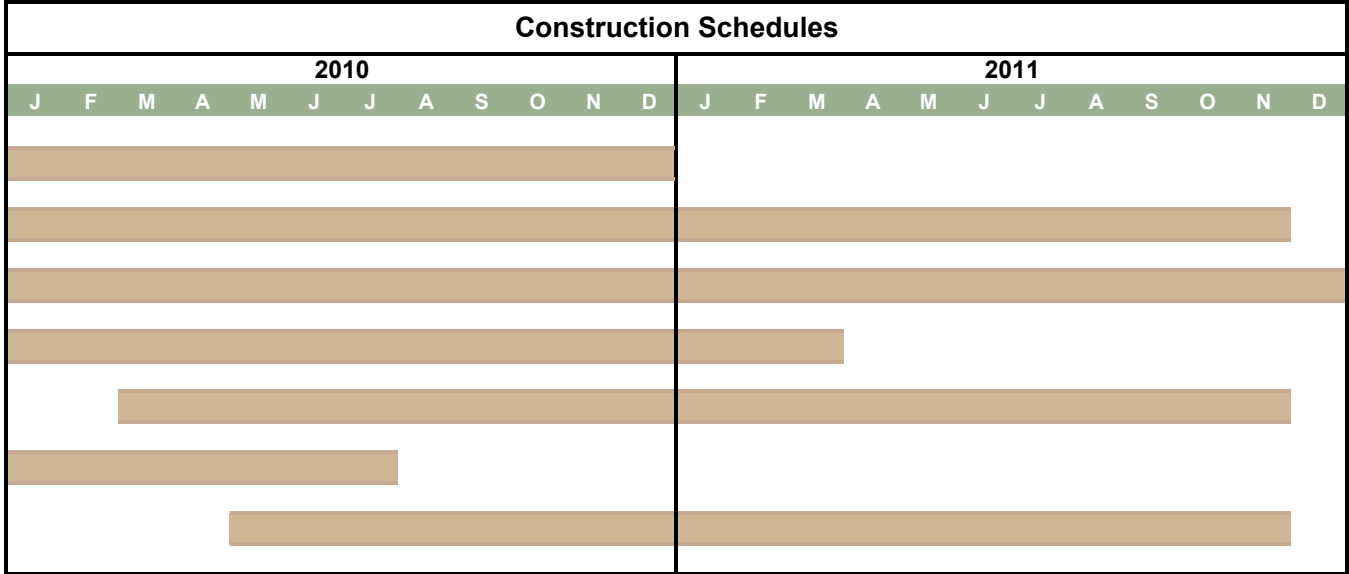 Construction Schedules
2010 2011
J F M A M J J A S O N D J F M A M J J A S O N D